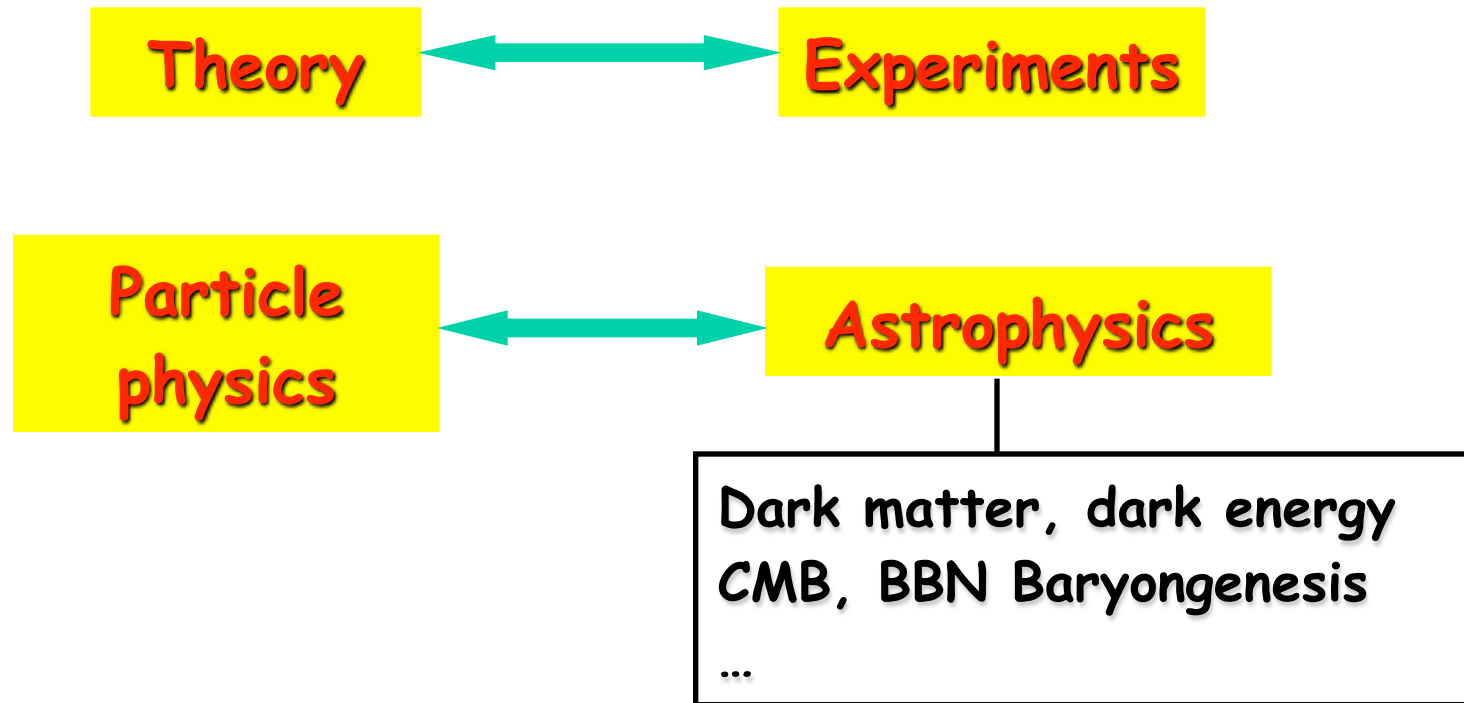 Theory
Experiments
Particle
physics
Astrophysics
Dark matter, dark energy
CMB, BBN Baryongenesis
...